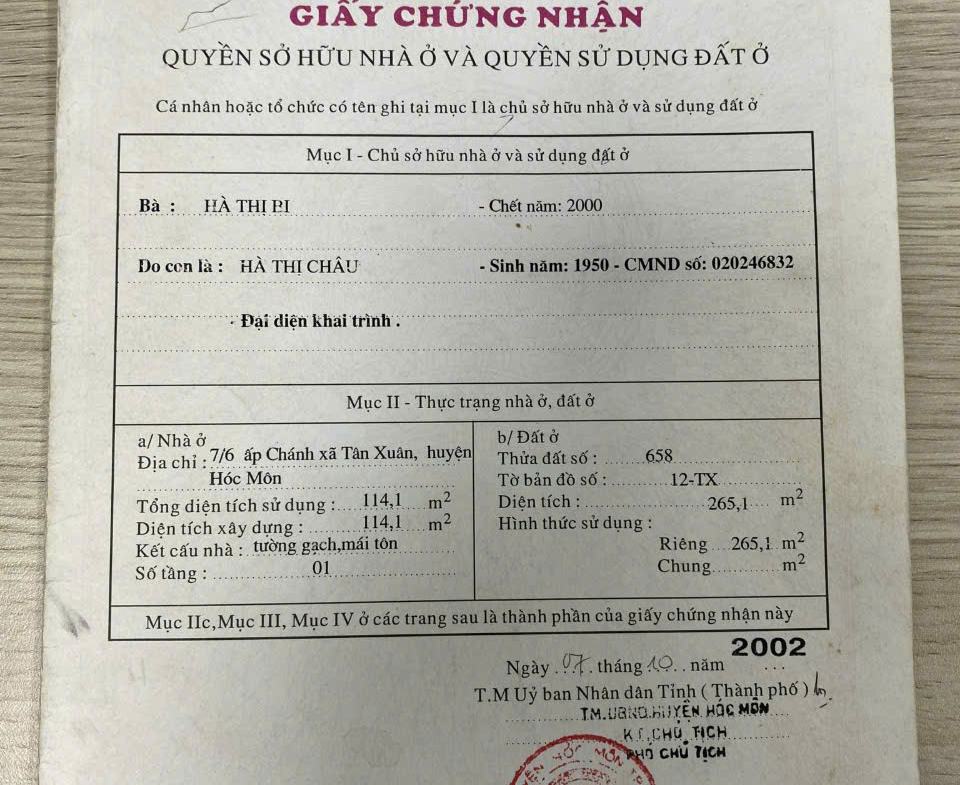 GIẤY CHỨNG NHẬN
QUYỀN SỞ HỮU NHÀ Ở VÀ QUYỀN SỬ DỤNG ĐẤT Ở
Cá nhân hoặc tổ chức có tên ghi tại mục I là chủ sở hữu nhà ở và sử dụng đất ở
Mục I - Chủ sở hữu nhà ở và sử dụng đất ở
Bà : HÀ THỊ BI - Chết năm: 2000
Do con là : HÀ THỊ CHÂU - Sinh năm: 1950 - CMND số: 020246832
- Đại diện khai trình .
Mục II - Thực trạng nhà ở, đất ở
a/ Nhà ở
Địa chỉ : 7/6 ấp Chánh xã Tân Xuân, huyện
Hóc Môn
Tổng diện tích sử dụng : 114,1 m2
Diện tích xây dựng : 114,1 m2
Kết cấu nhà : tường gạch,mái tôn
Số tầng : 01
b/ Đất ở
Thửa đất số : 658
Tờ bản đồ số : 12-TX
Diện tích : 265,1 m2
Hình thức sử dụng :
Riêng 265,1 m2
Chung m2
Mục IIc,Mục III, Mục IV ở các trang sau là thành phần của giấy chứng nhận này
Ngày 07 tháng 10 năm 2002
T.M Uỷ ban Nhân dân Tỉnh ( Thành phố )
TM.UBND.HUYỆN HÓC MÔN
KT.CHỦ TỊCH
PHÓ CHỦ TỊCH
HÓC MÔN